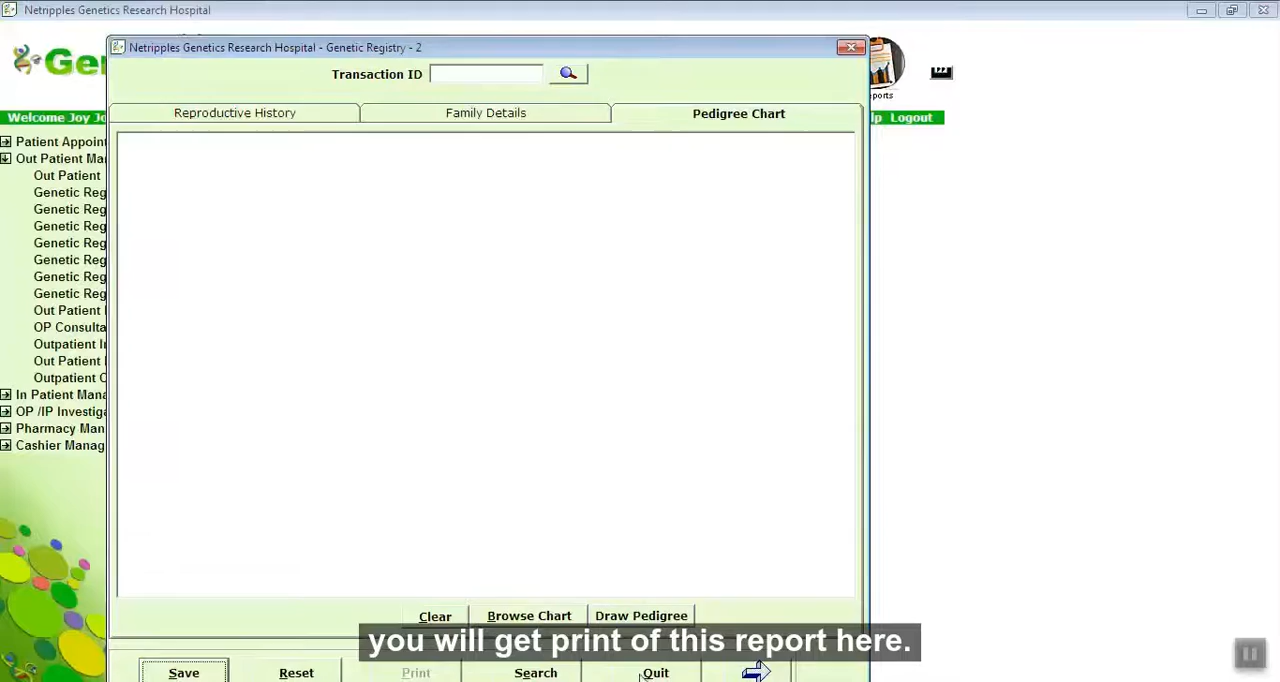 Netripples Genetics Research Hospital
Netripples Genetics Research Hospital - Genetic Registry - 2
Ge
Transaction ID
ports
Welcome Joy Jo
lp Logout
Reproductive History
Family Details
Pedigree Chart
Patient Appoin
Out Patient Ma
Out Patient
Genetic Reg
Genetic Reg
Genetic Reg
Genetic Reg
Genetic Reg
Genetic Reg
Genetic Reg
Out Patient
OP Consulta
Outpatient In
Out Patient
Outpatient C
In Patient Mana
OP /IP Investiga
Pharmacy Man
Cashier Manag
Clear
Browse Chart
Draw Pedigree
you will get print of this report here.
Save
Reset
Print
Search
Quit